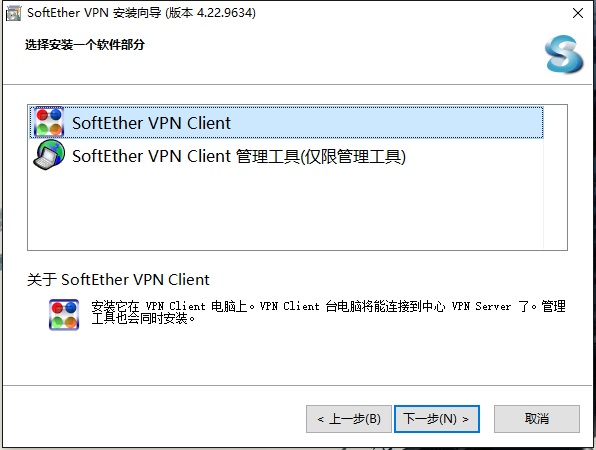 SoftEther VPN 安装向导 (版本 4.22.9634)
选择安装一个软件部分
SoftEther VPN Client
SoftEther VPN Client 管理工具(仅限管理工具)
关于 SoftEther VPN Client
安装它在 VPN Client 电脑上。VPN Client 台电脑将能连接到中心 VPN Server 了。管理
工具也会同时安装。
< 上一步(B)
下一步(N) >
取消